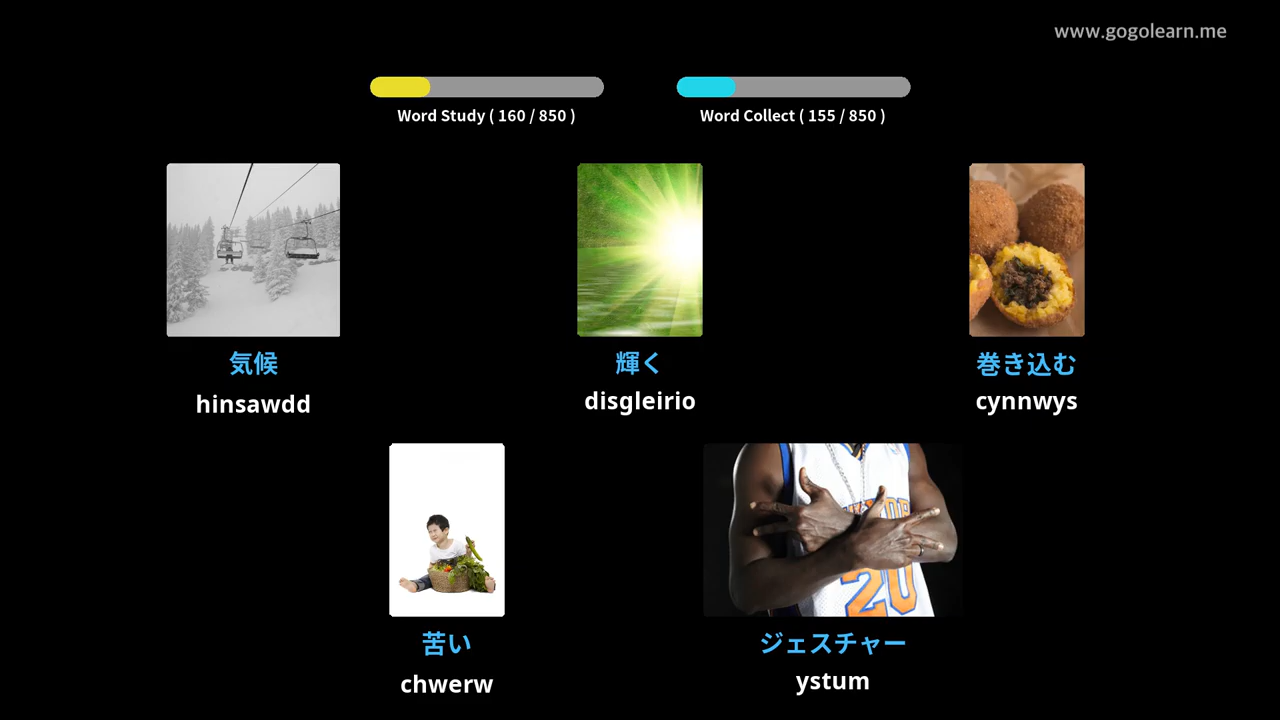 www.gogolearn.me
Word Study ( 160 / 850 )
Word Collect ( 155 / 850 )
気候
hinsawdd
輝く
disgleirio
巻き込む
cynnwys
苦い
chwerw
20
ジェスチャー
ystum